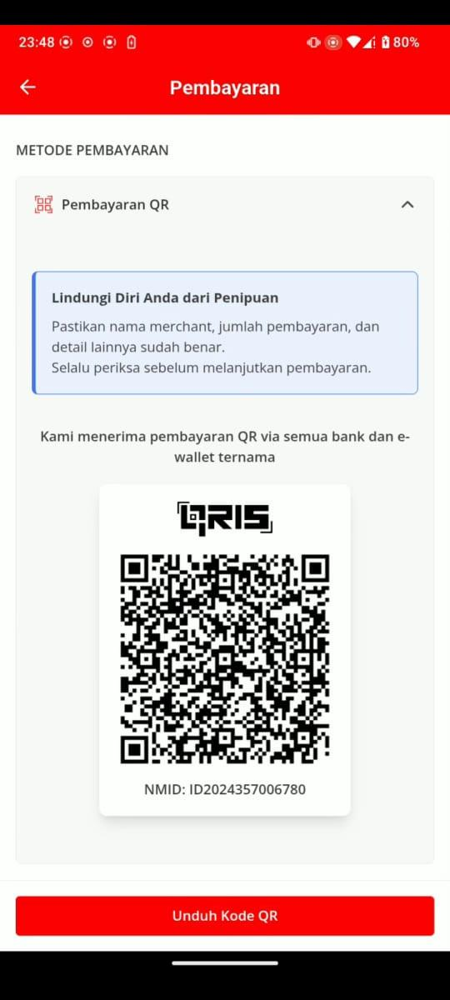 23:48
80%
Pembayaran
METODE PEMBAYARAN
Pembayaran QR
Lindungi Diri Anda dari Penipuan
Pastikan nama merchant, jumlah pembayaran, dan
detail lainnya sudah benar.
Selalu periksa sebelum melanjutkan pembayaran.
Kami menerima pembayaran QR via semua bank dan e-
wallet ternama
QRIS
NMID: ID2024357006780
Unduh Kode QR